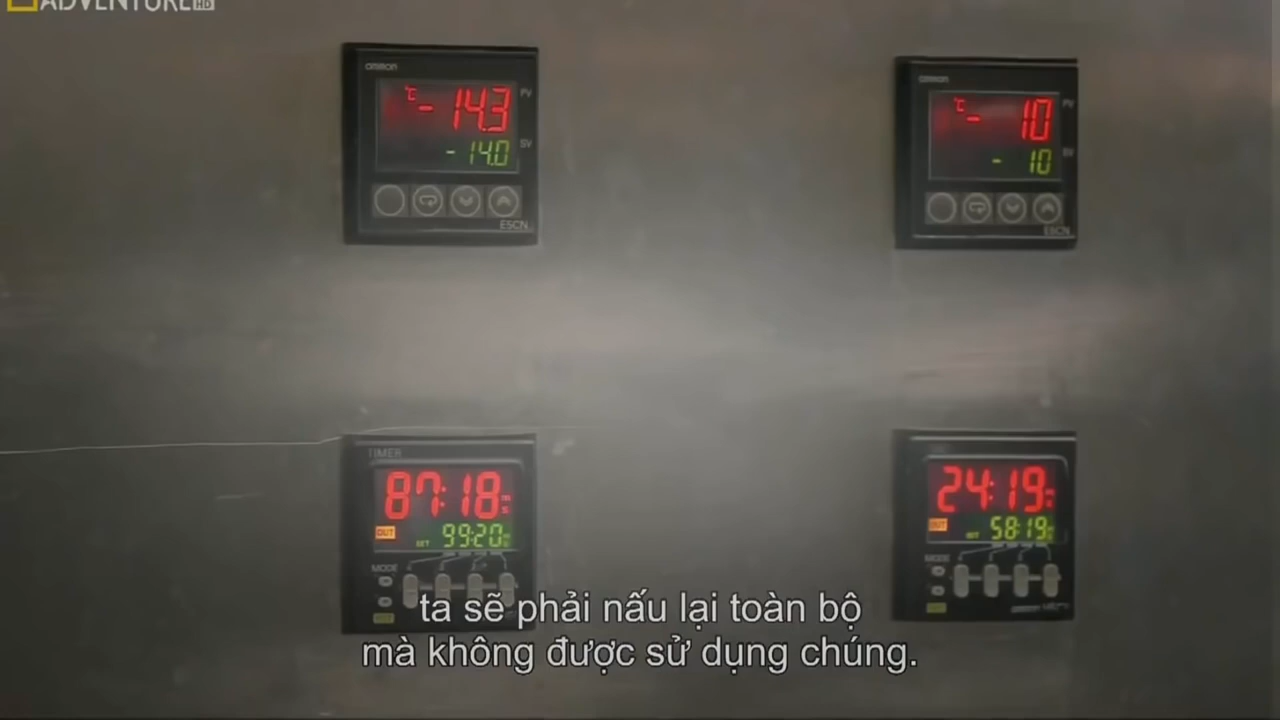 ADVENTURE HD
omron
℃ -14.3 PV
-14.0 SV
E5CN
omron
℃ - 10 PV
- 10 SV
E5CN
TIMER
87:18 m s
OUT SET 99:20
MODE
24:19
OUT SET 58:19
MODE
omron
ta sẽ phải nấu lại toàn bộ
mà không được sử dụng chúng.